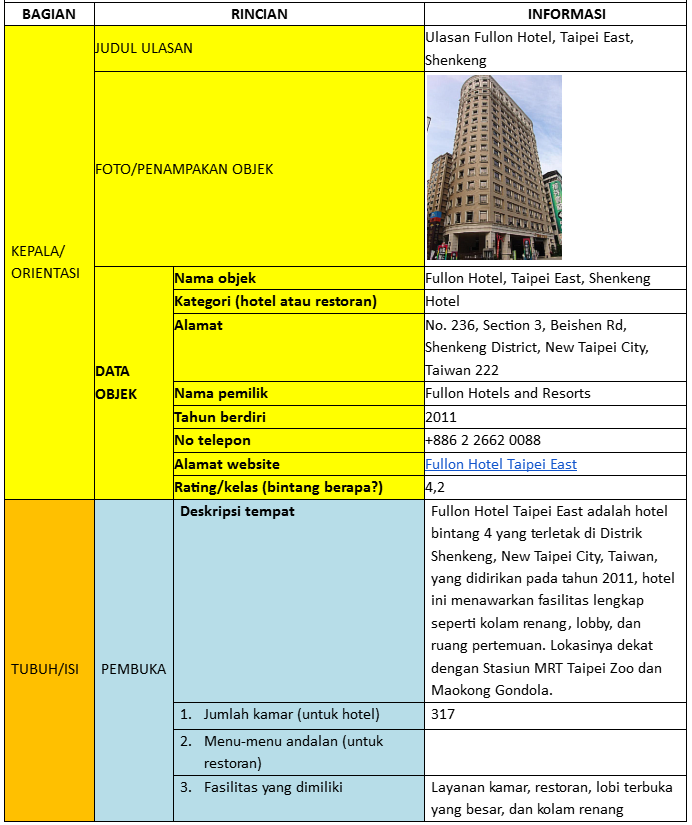 BAGIAN RINCIAN INFORMASI
KEPALA/
ORIENTASI
JUDUL ULASAN
Ulasan Fullon Hotel, Taipei East,
Shenkeng
FOTO/PENAMPAKAN OBJEK
DATA
OBJEK
Nama objek Fullon Hotel, Taipei East, Shenkeng
Kategori (hotel atau restoran) Hotel
Alamat No. 236, Section 3, Beishen Rd,
Shenkeng District, New Taipei City,
Taiwan 222
Nama pemilik Fullon Hotels and Resorts
Tahun berdiri 2011
No telepon +886 2 2662 0088
Alamat website Fullon Hotel Taipei East
Rating/kelas (bintang berapa?) 4,2
TUBUH/ISI
PEMBUKA
Deskripsi tempat Fullon Hotel Taipei East adalah hotel
bintang 4 yang terletak di Distrik
Shenkeng, New Taipei City, Taiwan,
yang didirikan pada tahun 2011, hotel
ini menawarkan fasilitas lengkap
seperti kolam renang, lobby, dan
ruang pertemuan. Lokasinya dekat
dengan Stasiun MRT Taipei Zoo dan
Maokong Gondola.
1. Jumlah kamar (untuk hotel) 317
2. Menu-menu andalan (untuk
restoran)
3. Fasilitas yang dimiliki Layanan kamar, restoran, lobi terbuka
yang besar, dan kolam renang